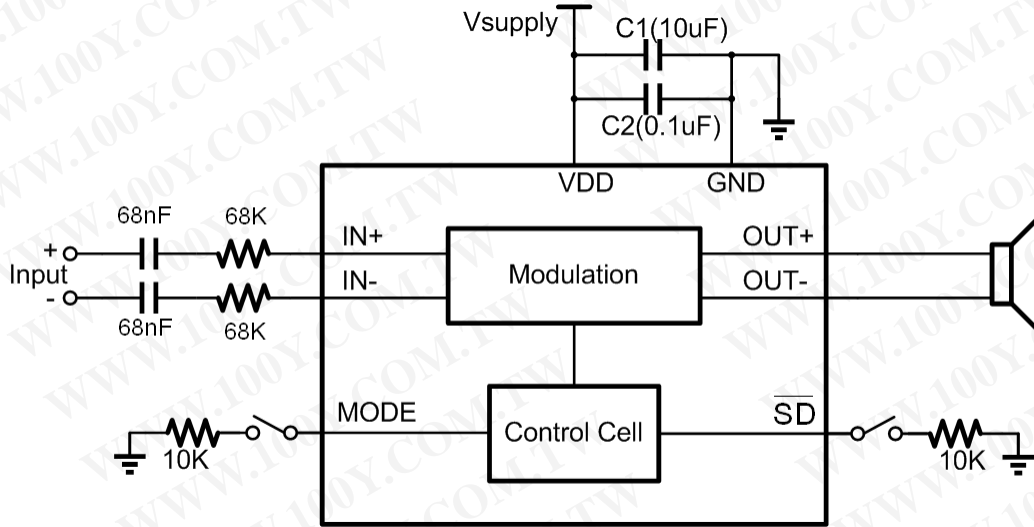 Vsupply
C1(10uF)
C2(0.1uF)
VDD
GND
68nF
68K
+
Input
-
68nF
68K
IN+
IN-
Modulation
OUT+
OUT-
MODE
Control Cell
SD
10K
10K
WWW.100Y.COM.TW